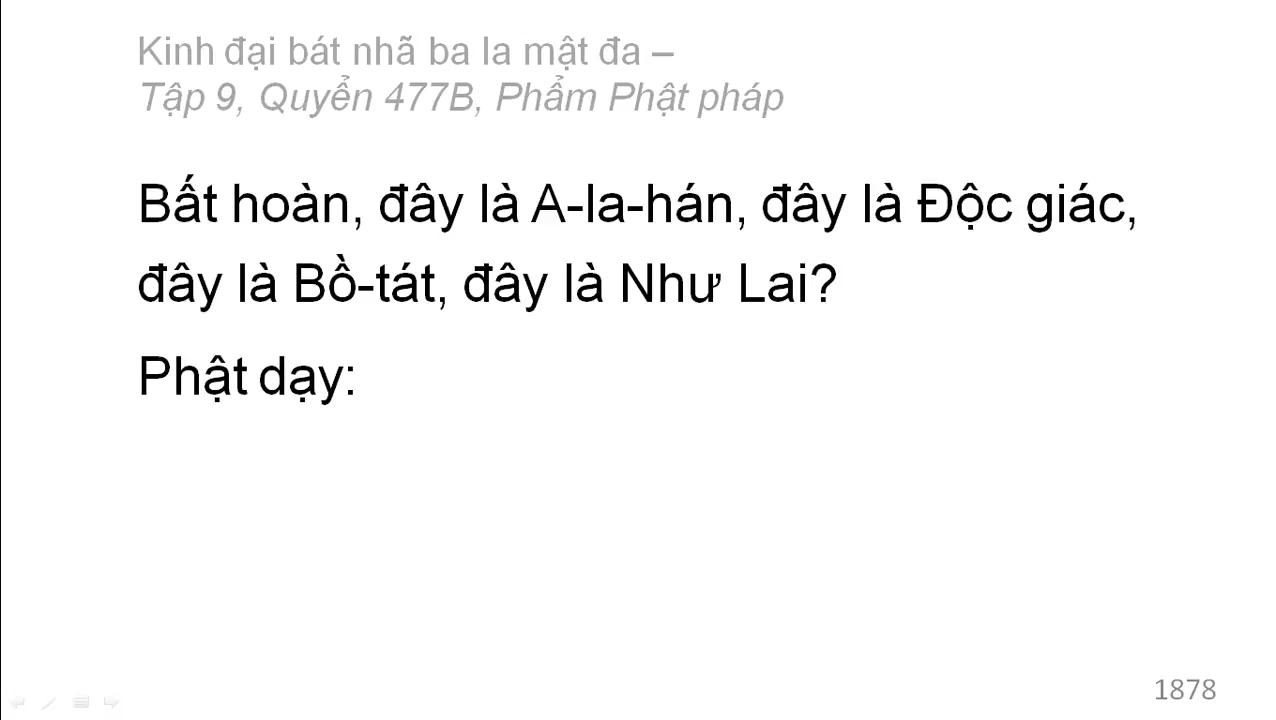 Kinh đại bát nhã ba la mật đa –
Tập 9, Quyển 477B, Phẩm Phật pháp
Bất hoàn, đây là A-la-hán, đây là Độc giác,
đây là Bồ-tát, đây là Như Lai?
Phật dạy:
1878